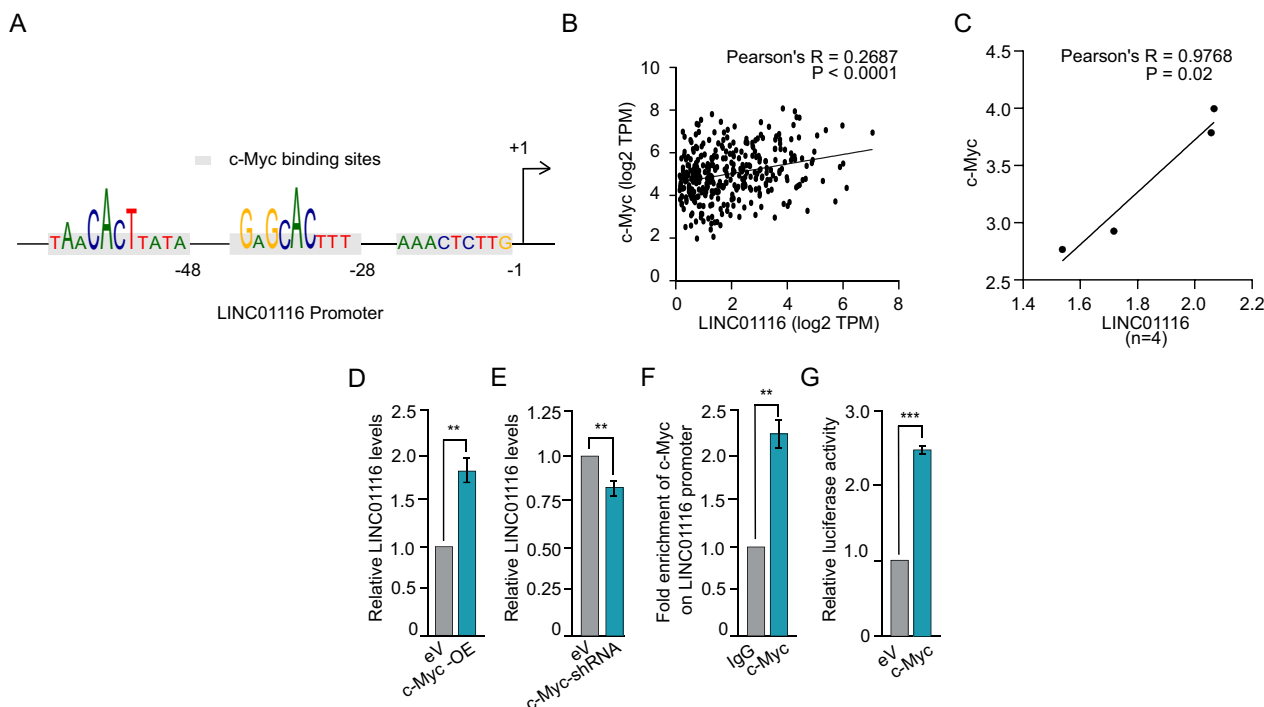 A
c-Myc binding sites
+1
TAACACTTATA
GAGCACTTT
AAACTCTTG
-48
-28
-1
LINC01116 Promoter
B
Pearson's R = 0.2687
P < 0.0001
c-Myc (log2 TPM)
10
8
6
4
2
0
0 2 4 6 8
LINC01116 (log2 TPM)
C
Pearson's R = 0.9768
P = 0.02
c-Myc
4.5
4.0
3.5
3.0
2.5
1.4 1.6 1.8 2.0 2.2
LINC01116
(n=4)
D
Relative LINC01116 levels
2.5
2.0
1.5
1.0
0.5
0
**
eV
c-Myc -OE
E
Relative LINC01116 levels
1.25
1.0
0.75
0.50
0.25
0
**
eV
c-Myc-shRNA
F
Fold enrichment of c-Myc
on LINC01116 promoter
2.5
2.0
1.5
1.0
0.5
0
**
IgG
c-Myc
G
Relative luciferase activity
3.0
2.0
1.0
0
***
eV
c-Myc